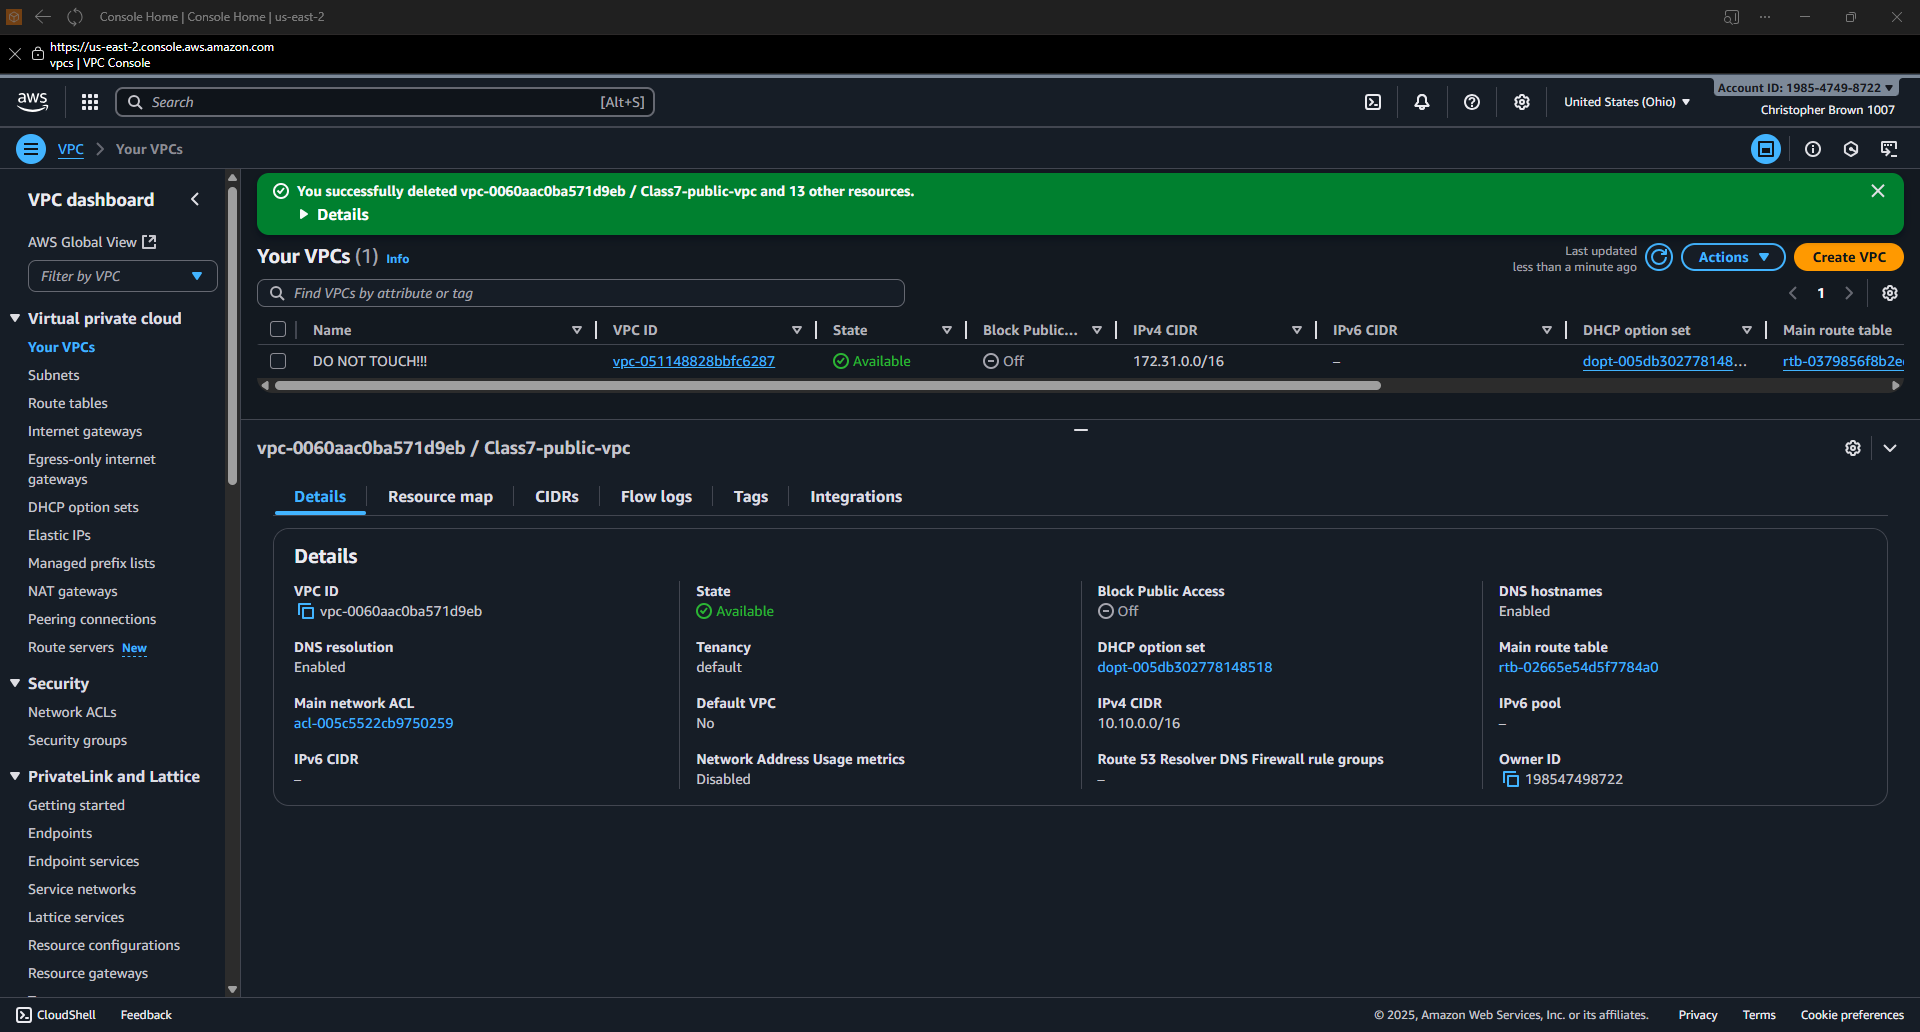 Console Home | Console Home | us-east-2
https://us-east-2.console.aws.amazon.com
vpcs | VPC Console
aws
Search [Alt+S]
United States (Ohio)
Account ID: 1985-4749-8722
Christopher Brown 1007
VPC > Your VPCs
VPC dashboard
AWS Global View
Filter by VPC
Virtual private cloud
Your VPCs
Subnets
Route tables
Internet gateways
Egress-only internet
gateways
DHCP option sets
Elastic IPs
Managed prefix lists
NAT gateways
Peering connections
Route servers New
Security
Network ACLs
Security groups
PrivateLink and Lattice
Getting started
Endpoints
Endpoint services
Service networks
Lattice services
Resource configurations
Resource gateways
You successfully deleted vpc-0060aac0ba571d9eb / Class7-public-vpc and 13 other resources.
Details
Your VPCs (1) Info
Last updated
less than a minute ago
Actions
Create VPC
Find VPCs by attribute or tag
1
Name VPC ID State Block Public... IPv4 CIDR IPv6 CIDR DHCP option set Main route table
DO NOT TOUCH!!! vpc-051148828bbfc6287 Available Off 172.31.0.0/16 – dopt-005db302778148... rtb-0379856f8b2e
vpc-0060aac0ba571d9eb / Class7-public-vpc
Details Resource map CIDRs Flow logs Tags Integrations
Details
VPC ID
vpc-0060aac0ba571d9eb
State
Available
Block Public Access
Off
DNS hostnames
Enabled
DNS resolution
Enabled
Tenancy
default
DHCP option set
dopt-005db302778148518
Main route table
rtb-02665e54d5f7784a0
Main network ACL
acl-005c5522cb9750259
Default VPC
No
IPv4 CIDR
10.10.0.0/16
IPv6 pool
–
IPv6 CIDR
–
Network Address Usage metrics
Disabled
Route 53 Resolver DNS Firewall rule groups
–
Owner ID
198547498722
CloudShell Feedback
© 2025, Amazon Web Services, Inc. or its affiliates. Privacy Terms Cookie preferences